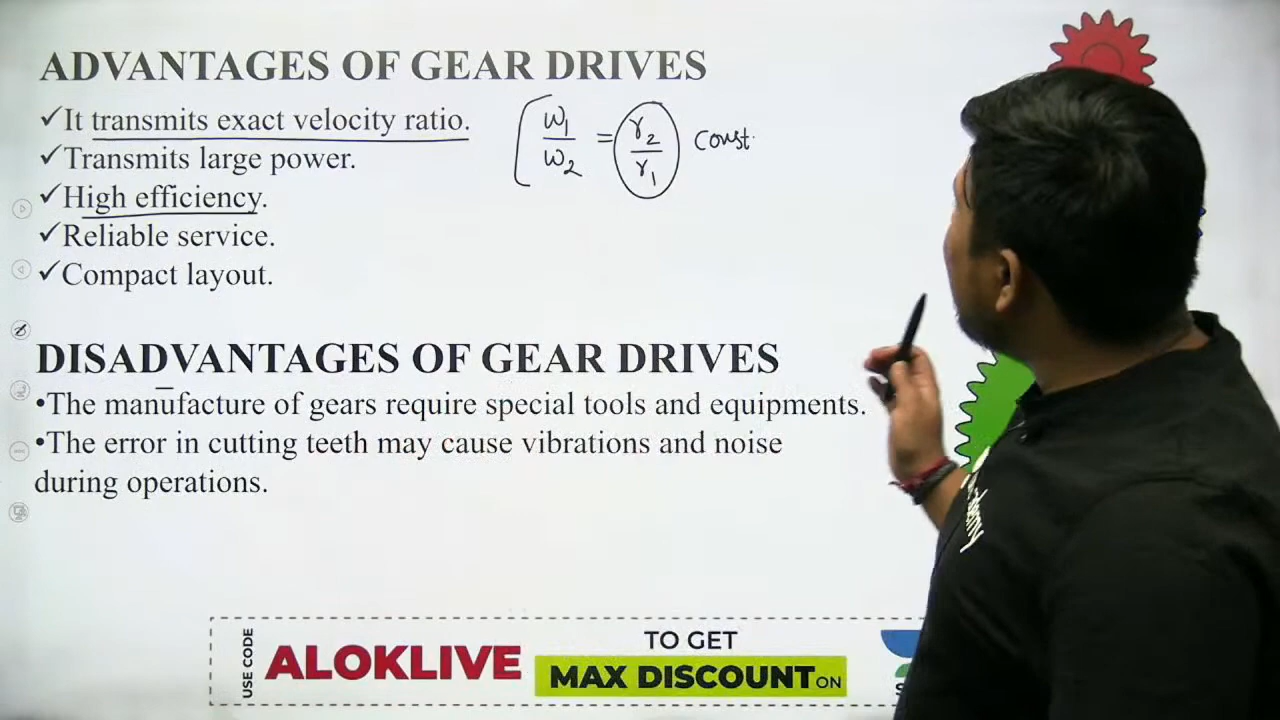 ADVANTAGES OF GEAR DRIVES
✓It transmits exact velocity ratio.
ω₁/ω₂ = r₂/r₁ const.
✓Transmits large power.
✓High efficiency.
✓Reliable service.
✓Compact layout.
DISADVANTAGES OF GEAR DRIVES
•The manufacture of gears require special tools and equipments.
•The error in cutting teeth may cause vibrations and noise
during operations.
USE CODE
ALOKLIVE
TO GET
MAX DISCOUNT ON